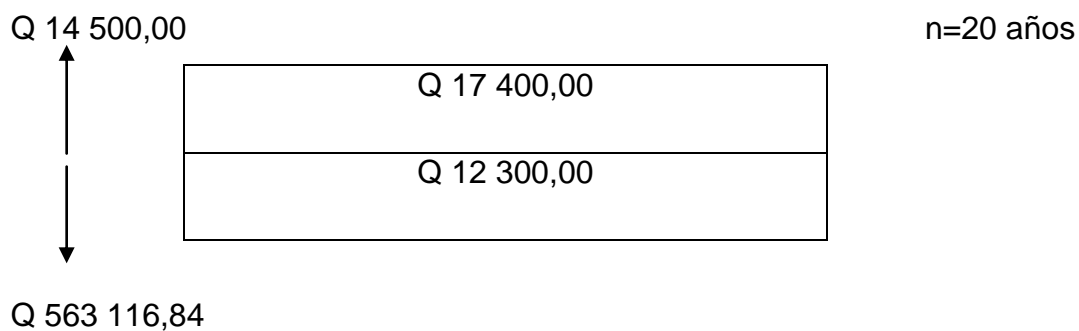 Q 14 500,00 n=20 años
Q 17 400,00
Q 12 300,00
Q 563 116,84